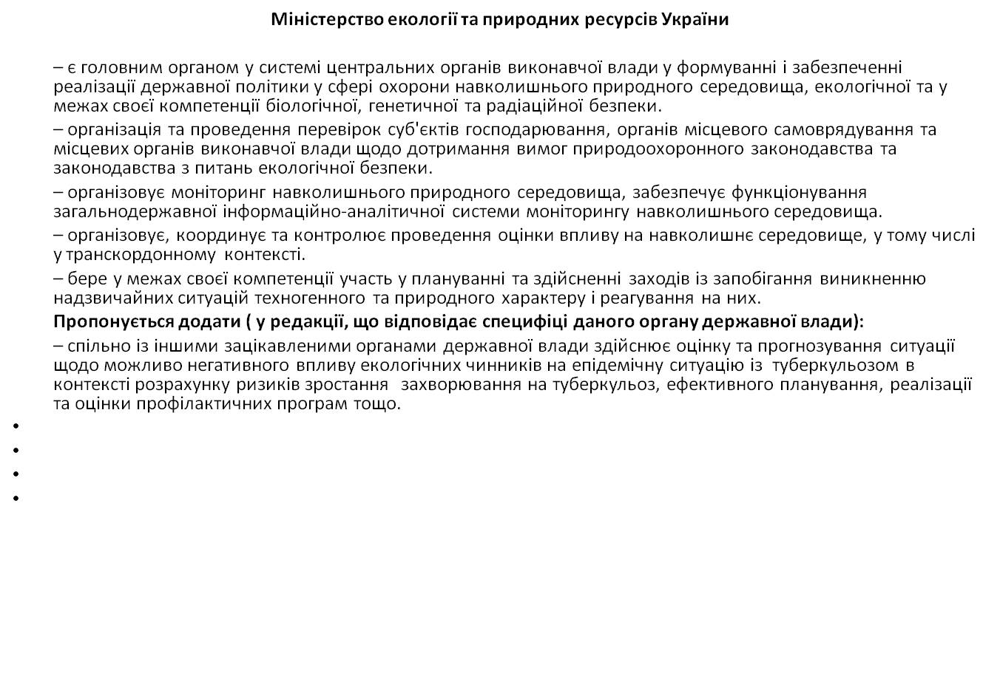 Міністерство екології та природних ресурсів України
– є головним органом у системі центральних органів виконавчої влади у формуванні і забезпеченні
реалізації державної політики у сфері охорони навколишнього природного середовища, екологічної та у
межах своєї компетенції біологічної, генетичної та радіаційної безпеки.
– організація та проведення перевірок суб'єктів господарювання, органів місцевого самоврядування та
місцевих органів виконавчої влади щодо дотримання вимог природоохоронного законодавства та
законодавства з питань екологічної безпеки.
– організовує моніторинг навколишнього природного середовища, забезпечує функціонування
загальнодержавної інформаційно-аналітичної системи моніторингу навколишнього середовища.
– організовує, координує та контролює проведення оцінки впливу на навколишнє середовище, у тому числі
у транскордонному контексті.
– бере у межах своєї компетенції участь у плануванні та здійсненні заходів із запобігання виникненню
надзвичайних ситуацій техногенного та природного характеру і реагування на них.
Пропонується додати ( у редакції, що відповідає специфіці даного органу державної влади):
– спільно із іншими зацікавленими органами державної влади здійснює оцінку та прогнозування ситуації
щодо можливо негативного впливу екологічних чинників на епідемічну ситуацію із туберкульозом в
контексті розрахунку ризиків зростання захворювання на туберкульоз, ефективного планування, реалізації
та оцінки профілактичних програм тощо.
•
•
•
•